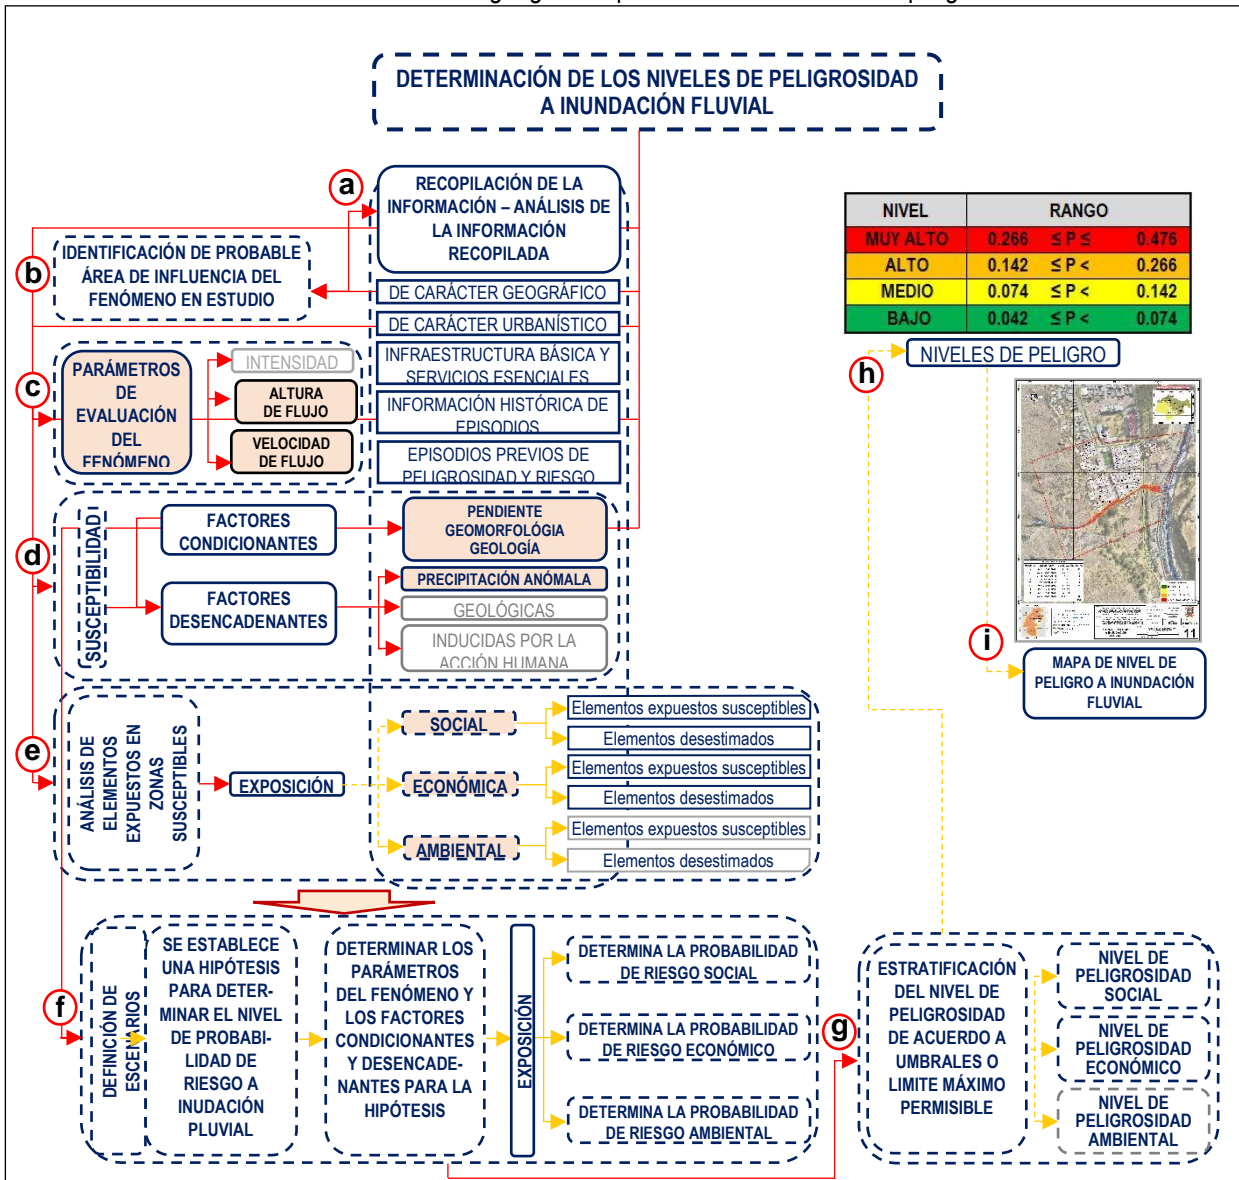 DETERMINACIÓN DE LOS NIVELES DE PELIGROSIDAD
A INUNDACIÓN FLUVIAL
a
RECOPILACIÓN DE LA
INFORMACIÓN – ANÁLISIS DE
LA INFORMACIÓN
RECOPILADA
b
IDENTIFICACIÓN DE PROBABLE
ÁREA DE INFLUENCIA DEL
FENÓMENO EN ESTUDIO
DE CARÁCTER GEOGRÁFICO
DE CARÁCTER URBANÍSTICO
INFRAESTRUCTURA BÁSICA Y
SERVICIOS ESENCIALES
INFORMACIÓN HISTÓRICA DE
EPISODIOS
EPISODIOS PREVIOS DE
PELIGROSIDAD Y RIESGO
c
PARÁMETROS
DE
EVALUACIÓN
DEL
FENÓMENO
INTENSIDAD
ALTURA
DE FLUJO
VELOCIDAD
DE FLUJO
d
SUSCEPTIBILIDAD
FACTORES
CONDICIONANTES
PENDIENTE
GEOMORFOLÓGIA
GEOLOGÍA
FACTORES
DESENCADENANTES
PRECIPITACIÓN ANÓMALA
GEOLÓGICAS
INDUCIDAS POR LA
ACCIÓN HUMANA
e
ANÁLISIS DE
ELEMENTOS
EXPUESTOS EN
ZONAS
SUSCEPTIBLES
EXPOSICIÓN
SOCIAL
Elementos expuestos susceptibles
Elementos desestimados
ECONÓMICA
Elementos expuestos susceptibles
Elementos desestimados
AMBIENTAL
Elementos expuestos susceptibles
Elementos desestimados
f
DEFINICIÓN DE
ESCENARIOS
SE ESTABLECE
UNA HIPÓTESIS
PARA DETER-
MINAR EL NIVEL
DE PROBABI-
LIDAD DE
RIESGO A
INUDACIÓN
PLUVIAL
DETERMINAR LOS
PARÁMETROS
DEL FENÓMENO Y
LOS FACTORES
CONDICIONANTES
Y DESENCADE-
NANTES PARA LA
HIPÓTESIS
EXPOSICIÓN
DETERMINA LA PROBABILIDAD
DE RIESGO SOCIAL
DETERMINA LA PROBABILIDAD
DE RIESGO ECONÓMICO
DETERMINA LA PROBABILIDAD
DE RIESGO AMBIENTAL
g
ESTRATIFICACIÓN
DEL NIVEL DE
PELIGROSIDAD
DE ACUERDO A
UMBRALES O
LIMITE MÁXIMO
PERMISIBLE
NIVEL DE
PELIGROSIDAD
SOCIAL
NIVEL DE
PELIGROSIDAD
ECONÓMICO
NIVEL DE
PELIGROSIDAD
AMBIENTAL
NIVEL RANGO
MUY ALTO 0.266 ≤ P ≤ 0.476
ALTO 0.142 ≤ P < 0.266
MEDIO 0.074 ≤ P < 0.142
BAJO 0.042 ≤ P < 0.074
h
NIVELES DE PELIGRO
11
i
MAPA DE NIVEL DE
PELIGRO A INUNDACIÓN
FLUVIAL